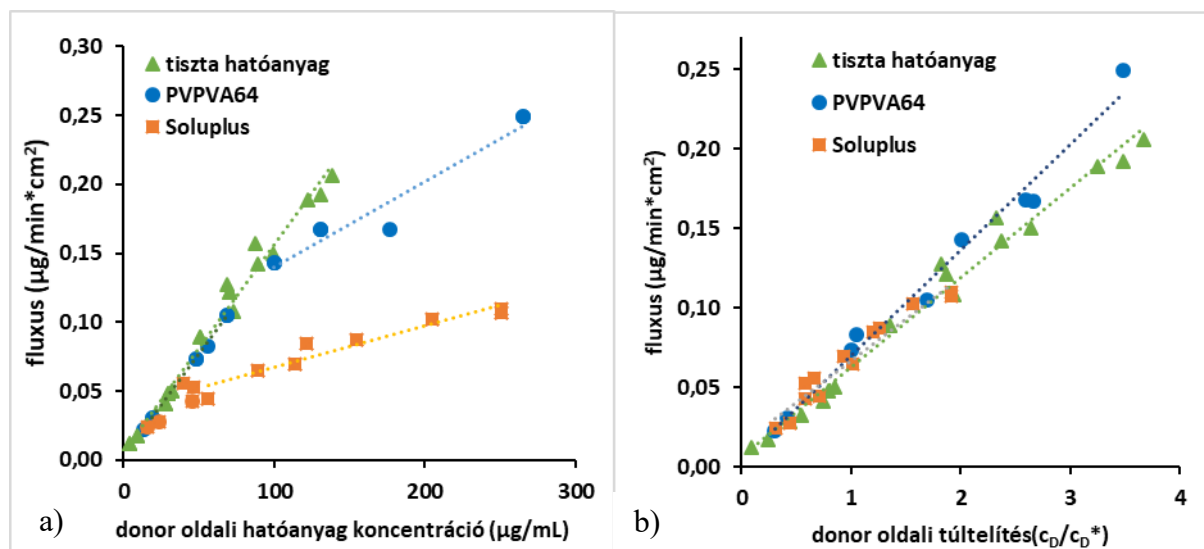 0,30
0,25
0,20
0,15
0,10
0,05
0,00
fluxus (µg/min*cm²)
tiszta hatóanyag
PVPVA64
Soluplus
0
100
200
300
a)
donor oldali hatóanyag koncentráció (µg/mL)
0,25
0,20
0,15
0,10
0,05
0,00
fluxus (µg/min*cm²)
tiszta hatóanyag
PVPVA64
Soluplus
0
1
2
3
4
b)
donor oldali túltelítés(c_D/c_D*)